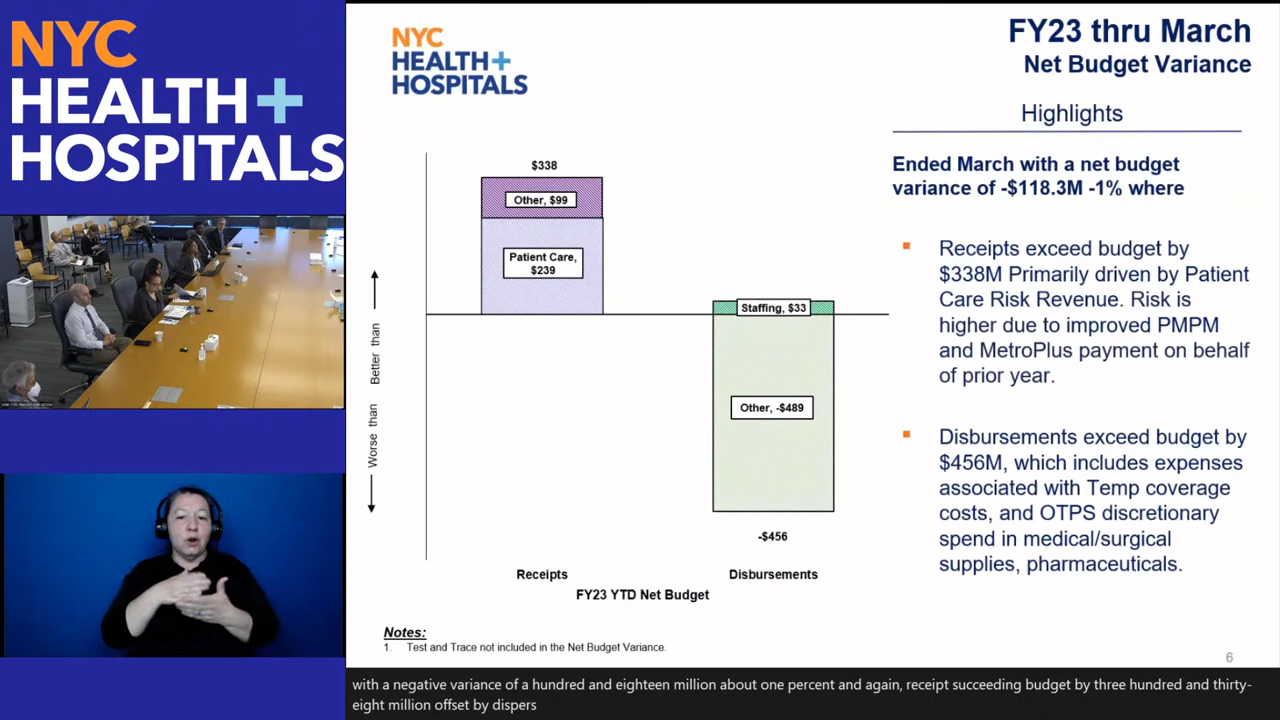 NYC
HEALTH+
HOSPITALS
NYC
HEALTH+
HOSPITALS
FY23 thru March
Net Budget Variance
Highlights
Ended March with a net budget
variance of -$118.3M -1% where
Receipts exceed budget by
$338M Primarily driven by Patient
Care Risk Revenue. Risk is
higher due to improved PMPM
and MetroPlus payment on behalf
of prior year.
Disbursements exceed budget by
$456M, which includes expenses
associated with Temp coverage
costs, and OTPS discretionary
spend in medical/surgical
supplies, pharmaceuticals.
$338
Other, $99
Patient Care,
$239
Staffing, $33
Other, -$489
-$456
Better than
Worse than
Receipts
Disbursements
FY23 YTD Net Budget
Notes:
1. Test and Trace not included in the Net Budget Variance.
6
with a negative variance of a hundred and eighteen million about one percent and again, receipt succeeding budget by three hundred and thirty-
eight million offset by dispers